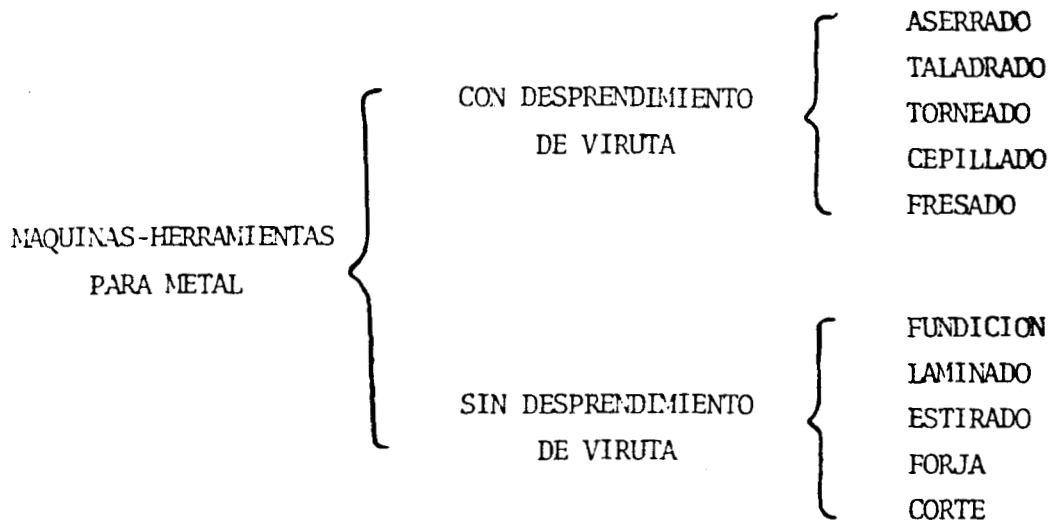 MAQUINAS-HERRAMIENTAS
PARA METAL
CON DESPRENDIMIENTO
DE VIRUTA
ASERRADO
TALADRADO
TORNEADO
CEPILLADO
FRESADO
SIN DESPRENDIMIENTO
DE VIRUTA
FUNDICION
LAMINADO
ESTIRADO
FORJA
CORTE